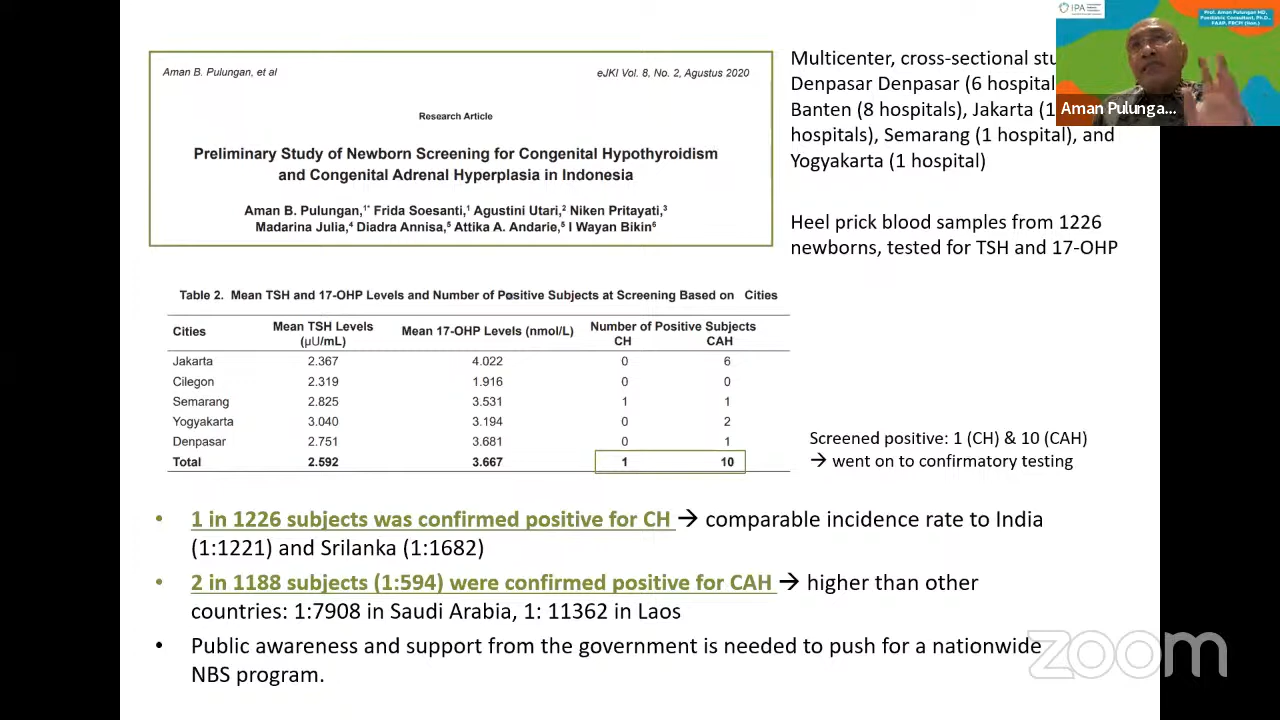 Aman B. Pulungan, et al
eJKI Vol. 8, No. 2, Agustus 2020
Research Article
Preliminary Study of Newborn Screening for Congenital Hypothyroidism
and Congenital Adrenal Hyperplasia in Indonesia
Aman B. Pulungan,1* Frida Soesanti,1 Agustini Utari,2 Niken Pritayati,3
Madarina Julia,4 Diadra Annisa,5 Attika A. Andarie,5 I Wayan Bikin6
Multicenter, cross-sectional
Denpasar Denpasar (6
Banten (8 hospitals), Jakarta
hospitals), Semarang (1 hospital), and
Yogyakarta (1 hospital)
Heel prick blood samples from 1226
newborns, tested for TSH and 17-OHP
IPA
Prof. Aman Pulungan MD,
Paediatric Consultant, Ph.D.,
FAAP, FRCPI (Hon.)
Aman Pulunga...
Table 2. Mean TSH and 17-OHP Levels and Number of Positive Subjects at Screening Based on Cities
Cities Mean TSH Levels (µU/mL) Mean 17-OHP Levels (nmol/L) Number of Positive Subjects
CH CAH
Jakarta 2.367 4.022 0 6
Cilegon 2.319 1.916 0 0
Semarang 2.825 3.531 1 1
Yogyakarta 3.040 3.194 0 2
Denpasar 2.751 3.681 0 1
Total 2.592 3.667 1 10
Screened positive: 1 (CH) & 10 (CAH)
→ went on to confirmatory testing
• 1 in 1226 subjects was confirmed positive for CH → comparable incidence rate to India
(1:1221) and Srilanka (1:1682)
• 2 in 1188 subjects (1:594) were confirmed positive for CAH → higher than other
countries: 1:7908 in Saudi Arabia, 1: 11362 in Laos
• Public awareness and support from the government is needed to push for a nationwide
NBS program.
zoom